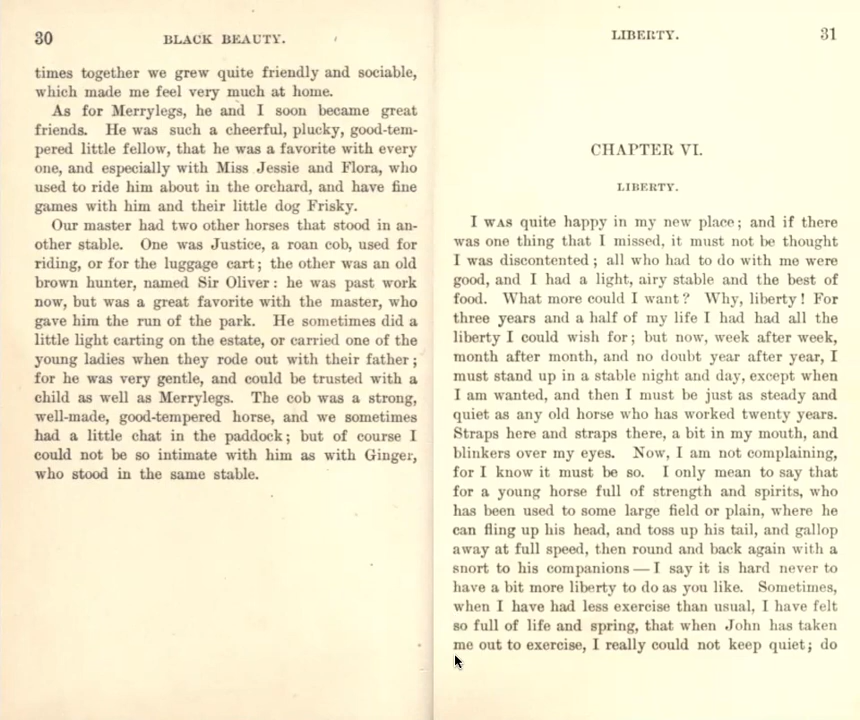 30 BLACK BEAUTY.
times together we grew quite friendly and sociable,
which made me feel very much at home.
As for Merrylegs, he and I soon became great
friends. He was such a cheerful, plucky, good-tem-
pered little fellow, that he was a favorite with every
one, and especially with Miss Jessie and Flora, who
used to ride him about in the orchard, and have fine
games with him and their little dog Frisky.
Our master had two other horses that stood in an-
other stable. One was Justice, a roan cob, used for
riding, or for the luggage cart; the other was an old
brown hunter, named Sir Oliver: he was past work
now, but was a great favorite with the master, who
gave him the run of the park. He sometimes did a
little light carting on the estate, or carried one of the
young ladies when they rode out with their father;
for he was very gentle, and could be trusted with a
child as well as Merrylegs. The cob was a strong,
well-made, good-tempered horse, and we sometimes
had a little chat in the paddock; but of course I
could not be so intimate with him as with Ginger,
who stood in the same stable.
LIBERTY. 31
CHAPTER VI.
LIBERTY.
I WAS quite happy in my new place; and if there
was one thing that I missed, it must not be thought
I was discontented; all who had to do with me were
good, and I had a light, airy stable and the best of
food. What more could I want? Why, liberty! For
three years and a half of my life I had had all the
liberty I could wish for; but now, week after week,
month after month, and no doubt year after year, I
must stand up in a stable night and day, except when
I am wanted, and then I must be just as steady and
quiet as any old horse who has worked twenty years.
Straps here and straps there, a bit in my mouth, and
blinkers over my eyes. Now, I am not complaining,
for I know it must be so. I only mean to say that
for a young horse full of strength and spirits, who
has been used to some large field or plain, where he
can fling up his head, and toss up his tail, and gallop
away at full speed, then round and back again with a
snort to his companions — I say it is hard never to
have a bit more liberty to do as you like. Sometimes,
when I have had less exercise than usual, I have felt
so full of life and spring, that when John has taken
me out to exercise, I really could not keep quiet; do